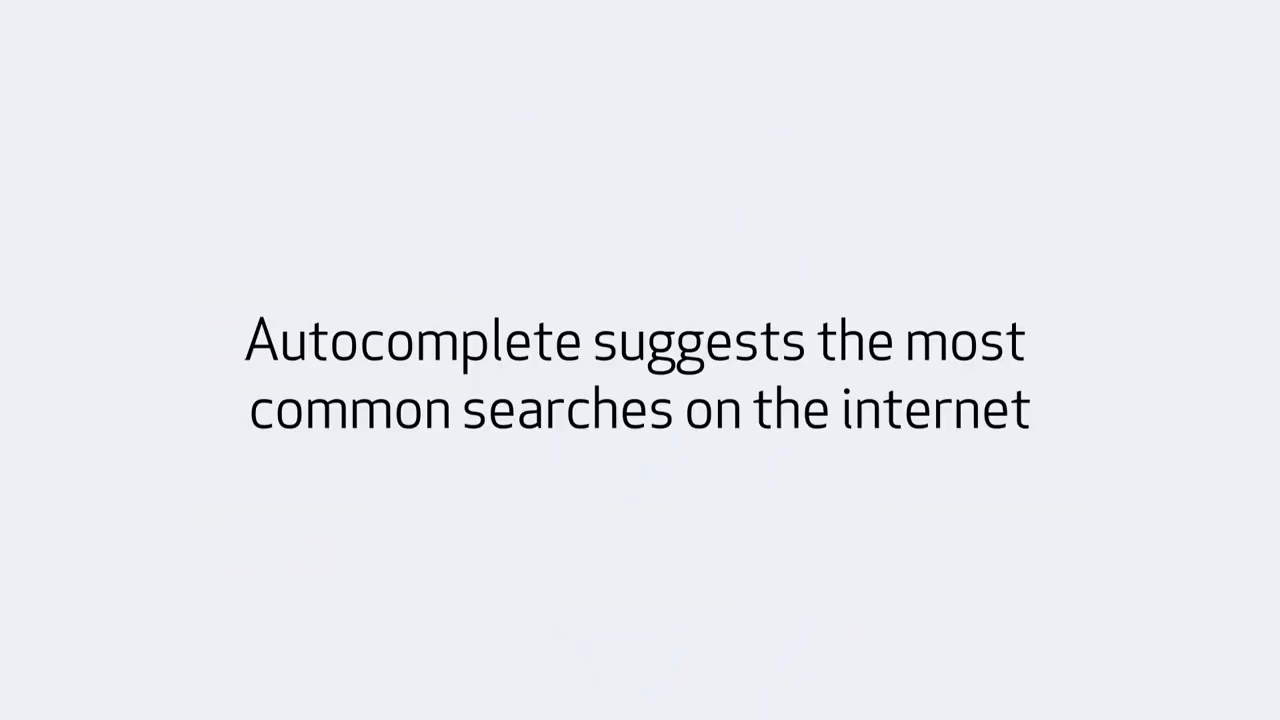 Autocomplete suggests the most
common searches on the internet